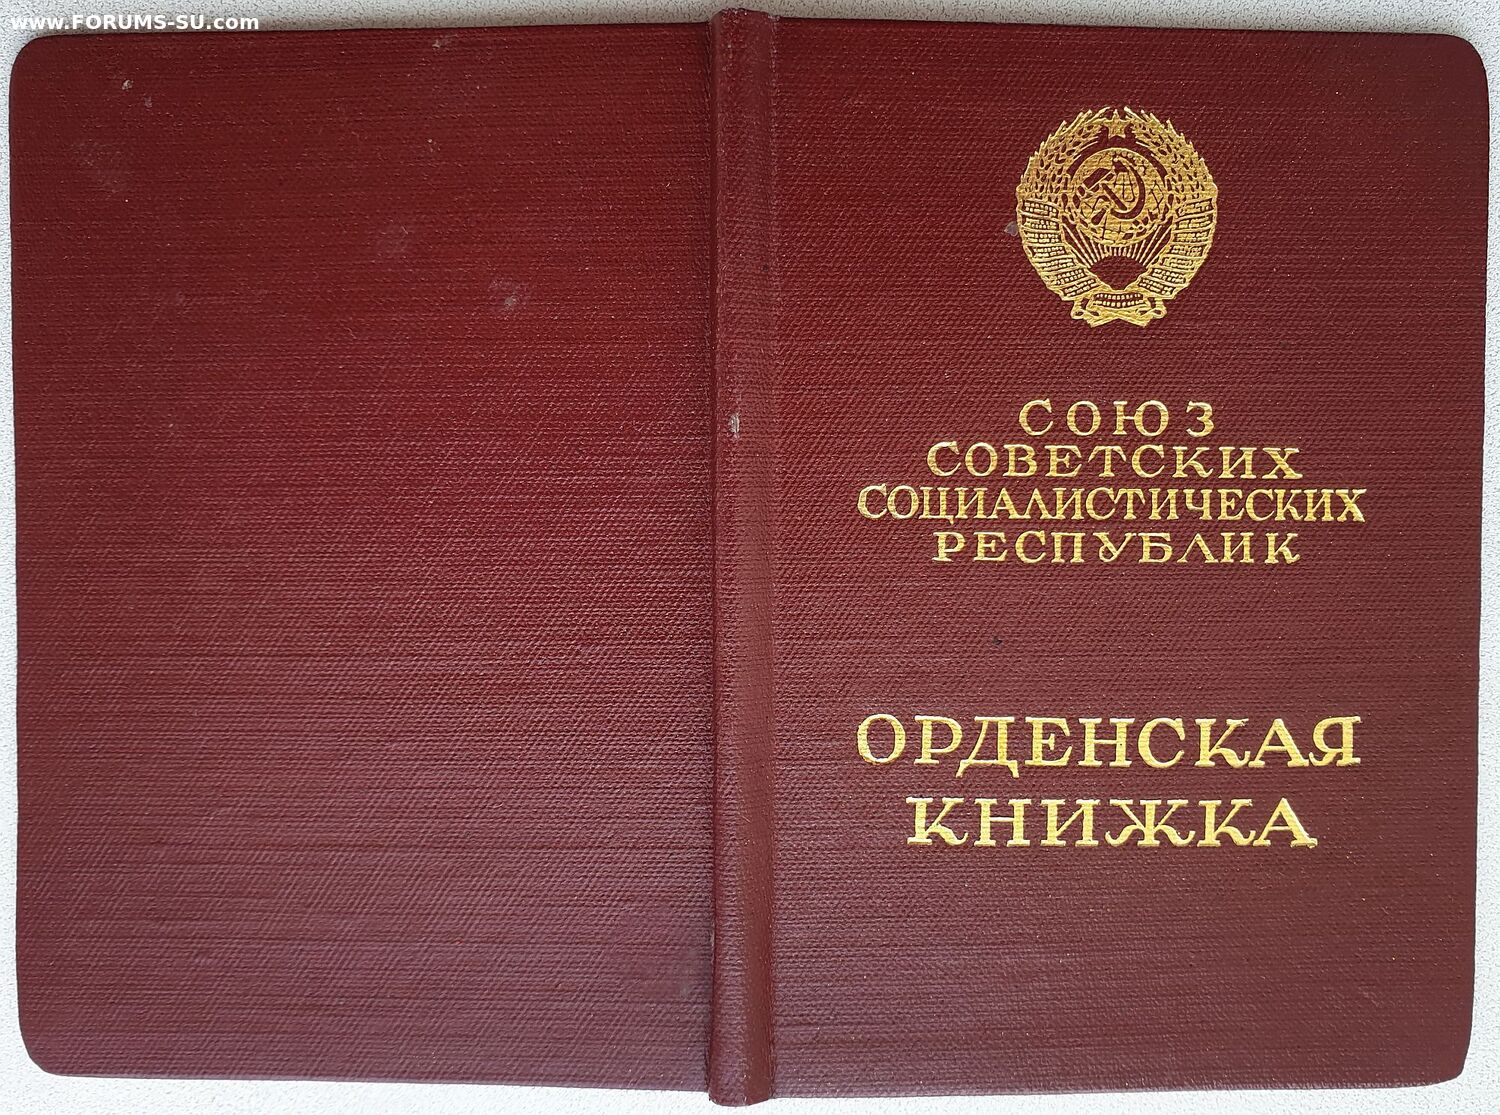 www.FORUMS-SU.com
СОЮЗ
СОВЕТСКИХ
СОЦИАЛИСТИЧЕСКИХ
РЕСПУБЛИК
ОРДЕНСКАЯ
КНИЖКА